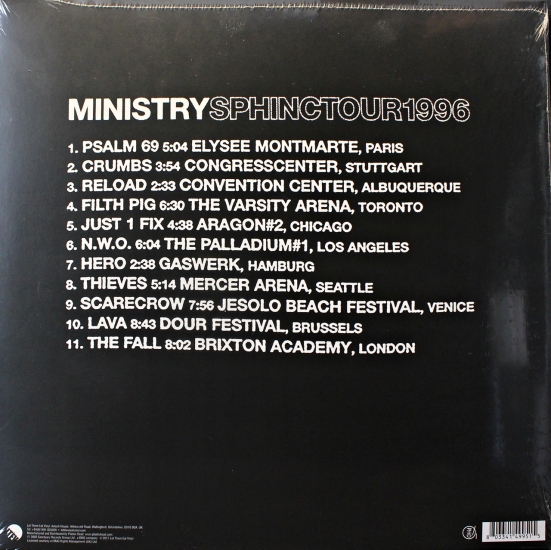 MINISTRYSPHINCTOUR1996
1. PSALM 69 5:04 ELYSEE MONTMARTE, PARIS
2. CRUMBS 3:54 CONGRESSCENTER, STUTTGART
3. RELOAD 2:33 CONVENTION CENTER, ALBUQUERQUE
4. FILTH PIG 6:30 THE VARSITY ARENA, TORONTO
5. JUST 1 FIX 4:38 ARAGON#2, CHICAGO
6. N.W.O. 6:04 THE PALLADIUM#1, LOS ANGELES
7. HERO 2:38 GASWERK, HAMBURG
8. THIEVES 5:14 MERCER ARENA, SEATTLE
9. SCARECROW 7:56 JESOLO BEACH FESTIVAL, VENICE
10. LAVA 8:43 DOUR FESTIVAL, BRUSSELS
11. THE FALL 8:02 BRIXTON ACADEMY, LONDON